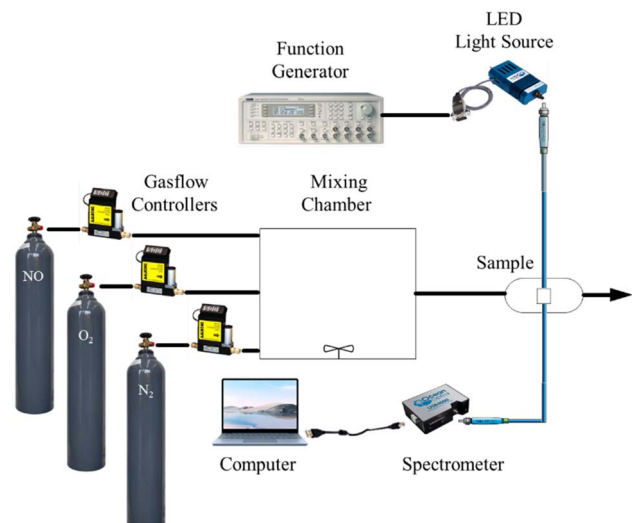 LED
Light Source
Function
Generator
Gasflow
Controllers
Mixing
Chamber
Sample
NO
O2
N2
Computer
Spectrometer